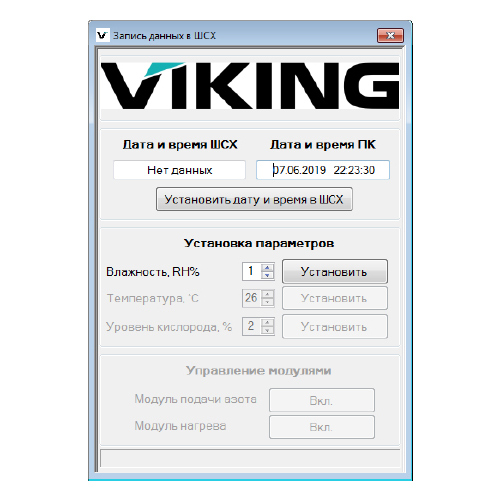 Запись данных в ШСХ
VIKING
Дата и время ШСХ Дата и время ПК
Нет данных 07.06.2019 22:23:30
Установить дату и время в ШСХ
Установка параметров
Влажность, RH% 1 Установить
Температура, °С 26 Установить
Уровень кислорода, % 2 Установить
Управление модулями
Модуль подачи азота Вкл.
Модуль нагрева Вкл.